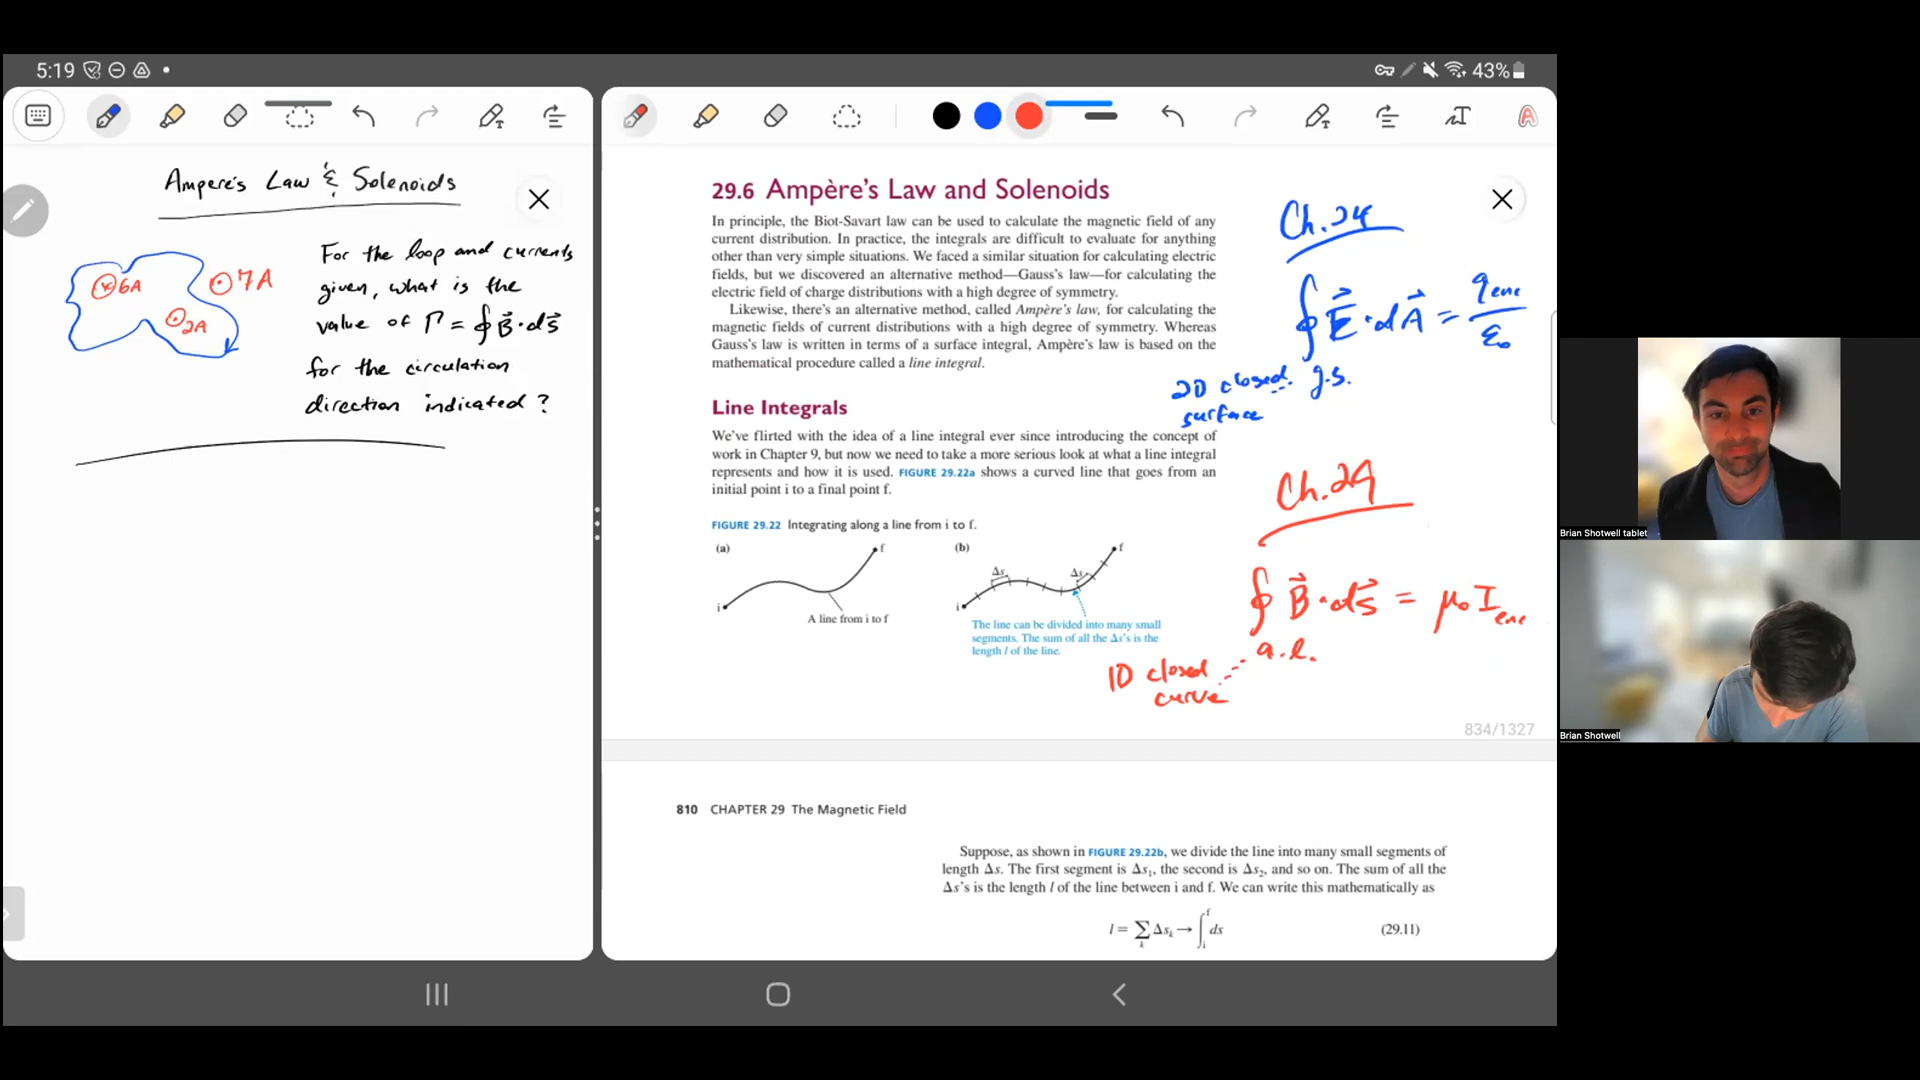 5:19
43%
Ampere's Law & Solenoids
6A
7A
2A
For the loop and currents
given, what is the
value of Γ = ∮ B⃗ · ds⃗
for the circulation
direction indicated?
29.6 Ampère's Law and Solenoids
In principle, the Biot-Savart law can be used to calculate the magnetic field of any
current distribution. In practice, the integrals are difficult to evaluate for anything
other than very simple situations. We faced a similar situation for calculating electric
fields, but we discovered an alternative method—Gauss's law—for calculating the
electric field of charge distributions with a high degree of symmetry.
Likewise, there's an alternative method, called Ampère's law, for calculating the
magnetic fields of current distributions with a high degree of symmetry. Whereas
Gauss's law is written in terms of a surface integral, Ampère's law is based on the
mathematical procedure called a line integral.
Line Integrals
We've flirted with the idea of a line integral ever since introducing the concept of
work in Chapter 9, but now we need to take a more serious look at what a line integral
represents and how it is used. FIGURE 29.22a shows a curved line that goes from an
initial point i to a final point f.
FIGURE 29.22 Integrating along a line from i to f.
(a)
f
i
A line from i to f
(b)
f
Δs
Δs
i
The line can be divided into many small
segments. The sum of all the Δs's is the
length l of the line.
Ch.24
∮ E⃗ · dA⃗ = q enc / ε₀
g.s.
2D closed
surface
Ch.29
∮ B⃗ · ds⃗ = μ₀ I enc
a.l.
1D closed
curve
834/1327
810 CHAPTER 29 The Magnetic Field
Suppose, as shown in FIGURE 29.22b, we divide the line into many small segments of
length Δs. The first segment is Δs₁, the second is Δs₂, and so on. The sum of all the
Δs's is the length l of the line between i and f. We can write this mathematically as
l = ∑ₖ Δsₖ → ∫ᵢᶠ ds (29.11)
Brian Shotwell tablet
Brian Shotwell